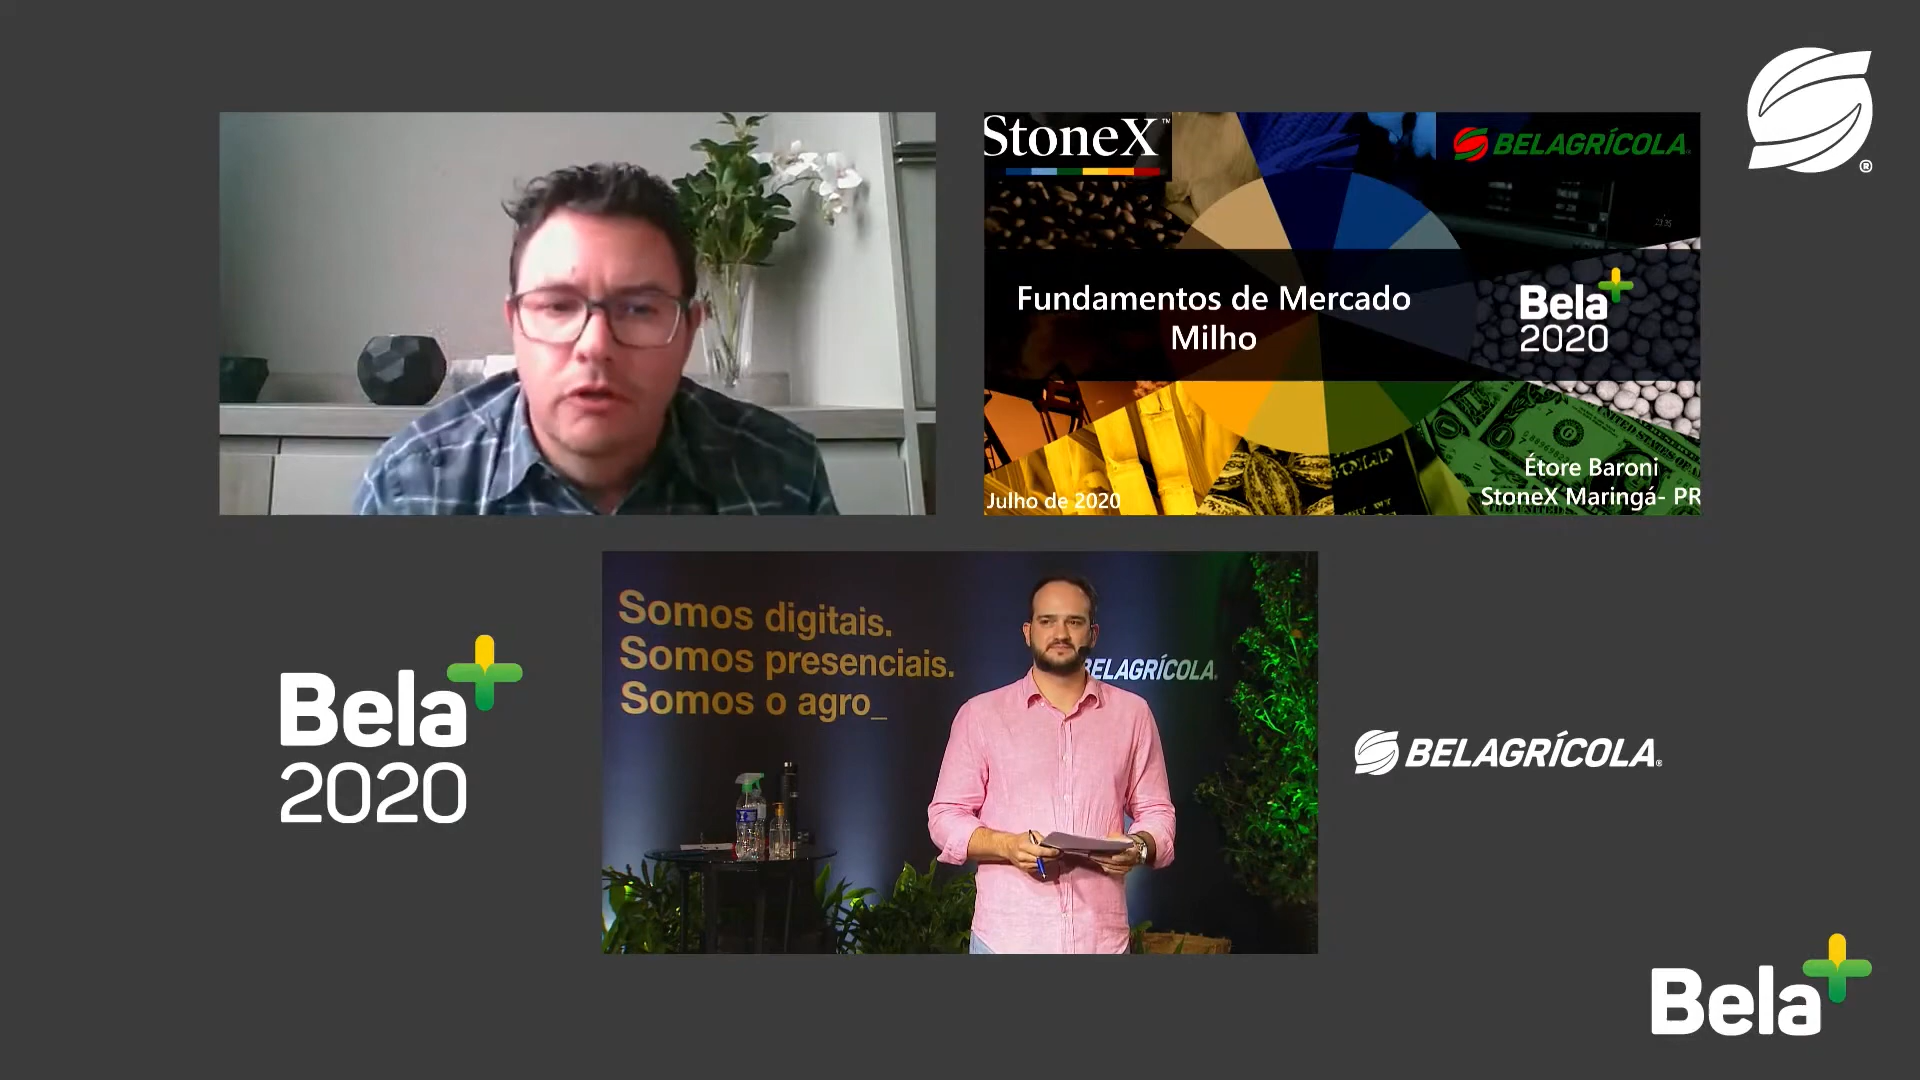 StoneX™
BELAGRÍCOLA
Fundamentos de Mercado
Milho
Bela
2020
Étore Baroni
StoneX Maringá- PR
Julho de 2020
®
Somos digitais.
Somos presenciais.
Somos o agro_
BELAGRÍCOLA
Bela
2020
BELAGRÍCOLA®
Bela